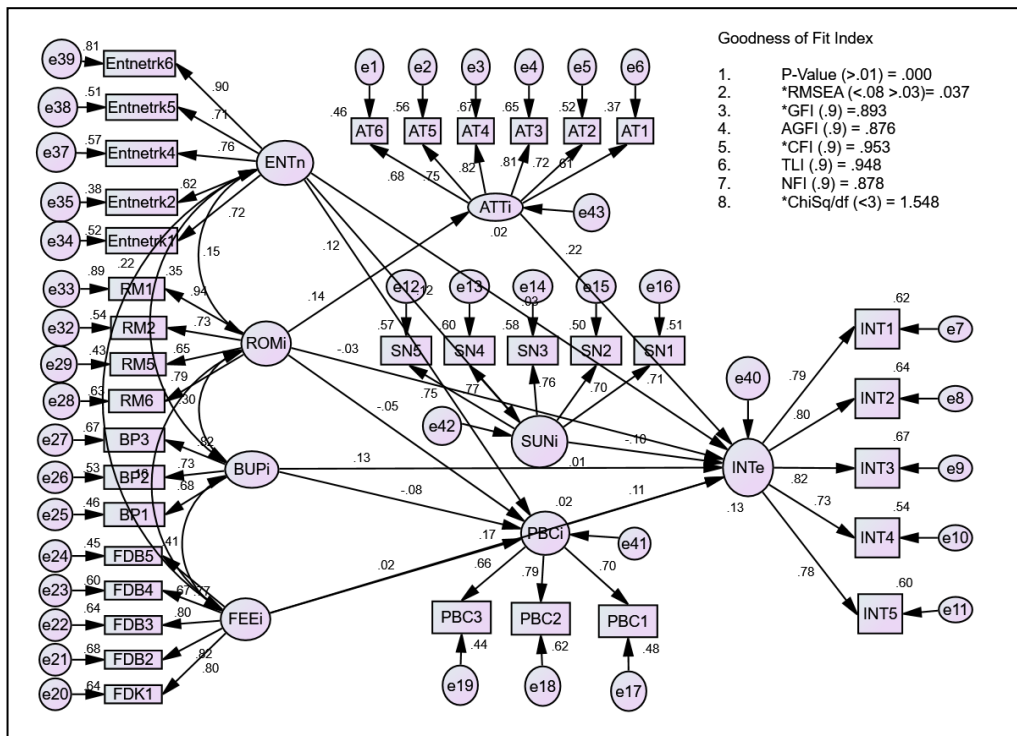 Goodness of Fit Index
1. P-Value (>.01) = .000
2. *RMSEA (<.08 >.03)= .037
3. *GFI (.9) =.893
4. AGFI (.9) = .876
5. *CFI (.9) =.953
6. TLI (.9) = .948
7. NFI (.9) = .878
8. *ChiSq/df (<3) = 1.548
e39 .81 Entnetrk6
e38 .51 Entnetrk5
e37 .57 Entnetrk4
e35 .38 Entnetrk2
e34 .52 Entnetrk1
.90
.71
.76
.62
.72
ENTn
e33 .89 RM1
e32 .54 RM2
e29 .43 RM5
e28 .63 RM6
.94
.73
.65
.79
ROMi
e27 .67 BP3
e26 .53 BP2
e25 .46 BP1
.82
.73
.68
BUPi
e24 .45 FDB5
e23 .60 FDB4
e22 .64 FDB3
e21 .68 FDB2
e20 .64 FDK1
.67
.77
.80
.82
.80
FEEi
.22
.35
.15
.30
.41
e1 e2 e3 e4 e5 e6
.46 .56 .67 .65 .52 .37
AT6 AT5 AT4 AT3 AT2 AT1
.68 .75 .82 .81 .72 .61
ATTi
.02
e43
.12
.14
.22
.12
.03
-.03
-.05
e12 e13 e14 e15 e16
.57 .60 .58 .50 .51
SN5 SN4 SN3 SN2 SN1
.75 .77 .76 .70 .71
e42
SUNi
.01
-.10
.13
-.08
.02
.17
.02
PBCi
e41
.11
.66 .79 .70
PBC3 PBC2 PBC1
.44 .62 .48
e19 e18 e17
e40
INTe
.13
.79
.80
.82
.73
.78
.62
INT1 e7
.64
INT2 e8
.67
INT3 e9
.54
INT4 e10
.60
INT5 e11